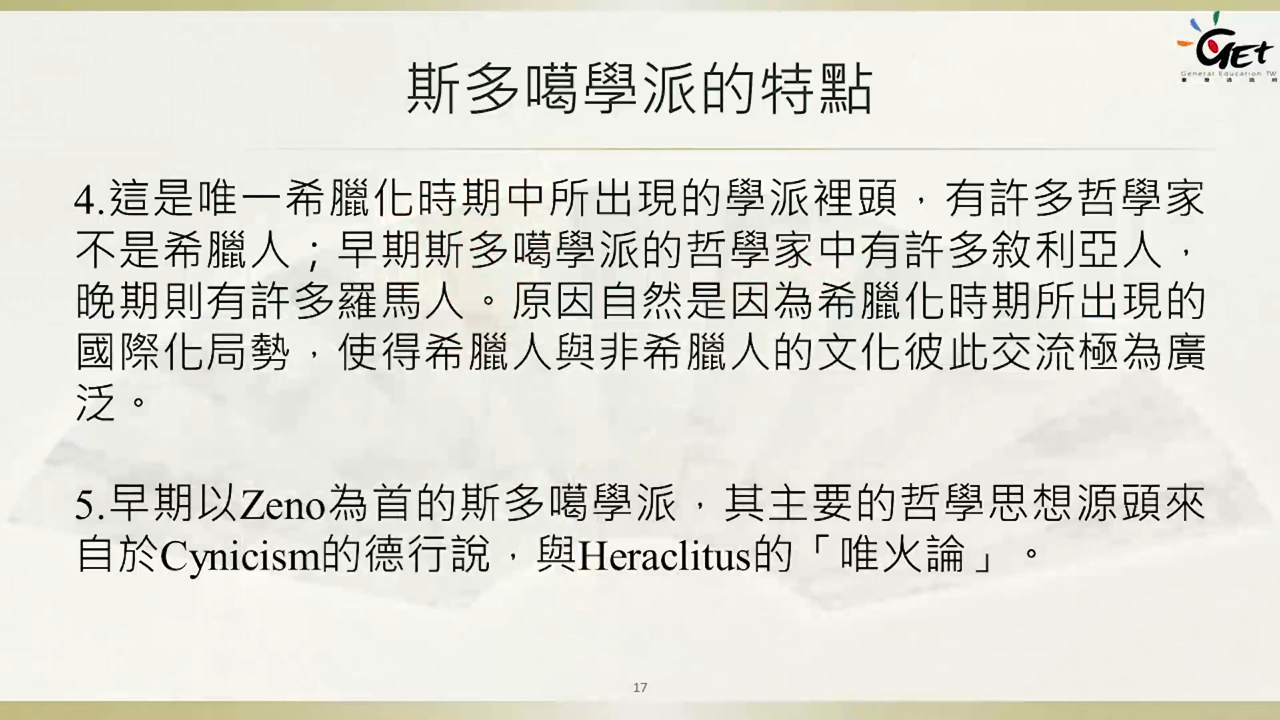 GET
General Education TW
斯多噶學派的特點
4.這是唯一希臘化時期中所出現的學派裡頭，有許多哲學家
不是希臘人；早期斯多噶學派的哲學家中有許多敘利亞人，
晚期則有許多羅馬人。原因自然是因為希臘化時期所出現的
國際化局勢，使得希臘人與非希臘人的文化彼此交流極為廣
泛。
5.早期以Zeno為首的斯多噶學派，其主要的哲學思想源頭來
自於Cynicism的德行說，與Heraclitus的「唯火論」。
17